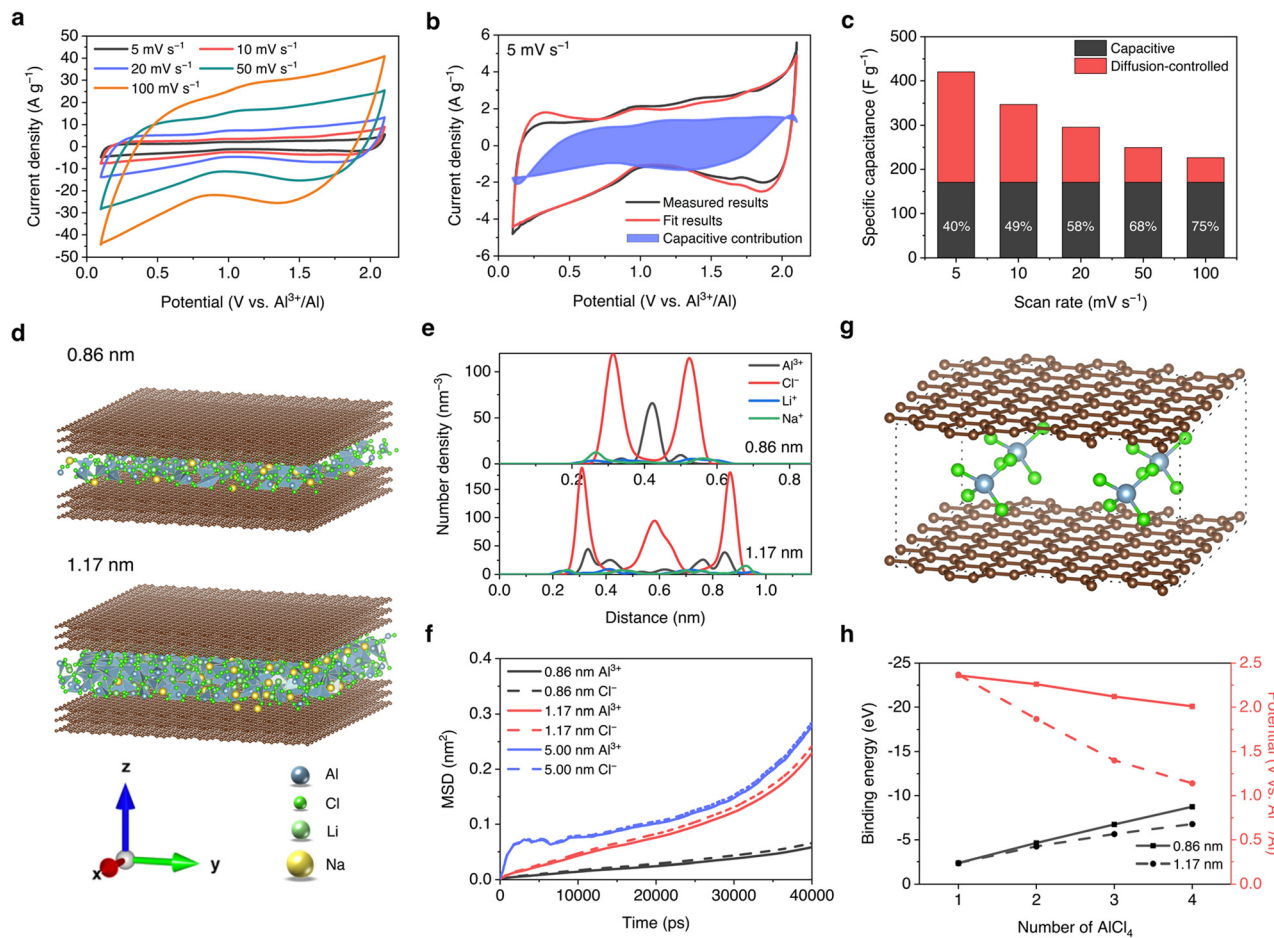 a
5 mV s⁻¹
10 mV s⁻¹
20 mV s⁻¹
50 mV s⁻¹
100 mV s⁻¹
Current density (A g⁻¹)
50
40
30
20
10
0
-10
-20
-30
-40
-50
0.0 0.5 1.0 1.5 2.0
Potential (V vs. Al³⁺/Al)
b
5 mV s⁻¹
Current density (A g⁻¹)
6
4
2
0
-2
-4
-6
Measured results
Fit results
Capacitive contribution
0.0 0.5 1.0 1.5 2.0
Potential (V vs. Al³⁺/Al)
c
Capacitive
Diffusion-controlled
Specific capacitance (F g⁻¹)
500
400
300
200
100
0
40% 49% 58% 68% 75%
5 10 20 50 100
Scan rate (mV s⁻¹)
d
0.86 nm
1.17 nm
z
x
y
Al
Cl
Li
Na
e
Number density (nm⁻³)
100
50
0
Al³⁺
Cl⁻
Li⁺
Na⁺
0.86 nm
0.2 0.4 0.6 0.8
150
100
50
0
1.17 nm
0.0 0.2 0.4 0.6 0.8 1.0
Distance (nm)
f
MSD (nm²)
0.4
0.3
0.2
0.1
0.0
0.86 nm Al³⁺
0.86 nm Cl⁻
1.17 nm Al³⁺
1.17 nm Cl⁻
5.00 nm Al³⁺
5.00 nm Cl⁻
0 10000 20000 30000 40000
Time (ps)
g
h
Binding energy (eV)
-25
-20
-15
-10
-5
0
0.86 nm
1.17 nm
2.5
2.0
1.5
1.0
0.5
0.0
Potential (V vs. Al³⁺/Al)
1 2 3 4
Number of AlCl₄